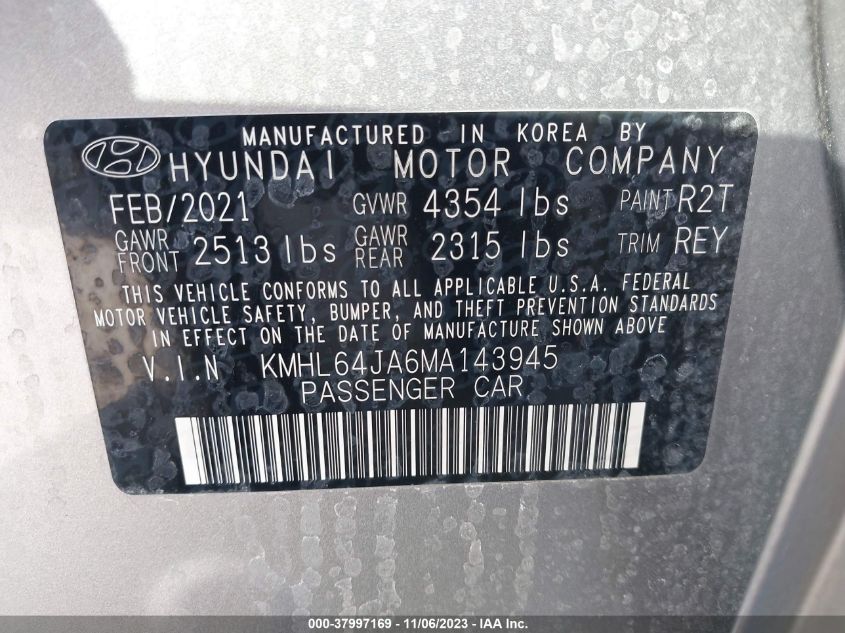 MANUFACTURED IN KOREA BY
HYUNDAI MOTOR COMPANY
FEB/2021 GVWR 4354 lbs PAINT R2T
GAWR FRONT 2513 lbs GAWR REAR 2315 lbs TRIM REY
THIS VEHICLE CONFORMS TO ALL APPLICABLE U.S.A. FEDERAL
MOTOR VEHICLE SAFETY, BUMPER, AND THEFT PREVENTION STANDARDS
IN EFFECT ON THE DATE OF MANUFACTURE SHOWN ABOVE
V.I.N KMHL64JA6MA143945
PASSENGER CAR
000-37997169 - 11/06/2023 - IAA Inc.